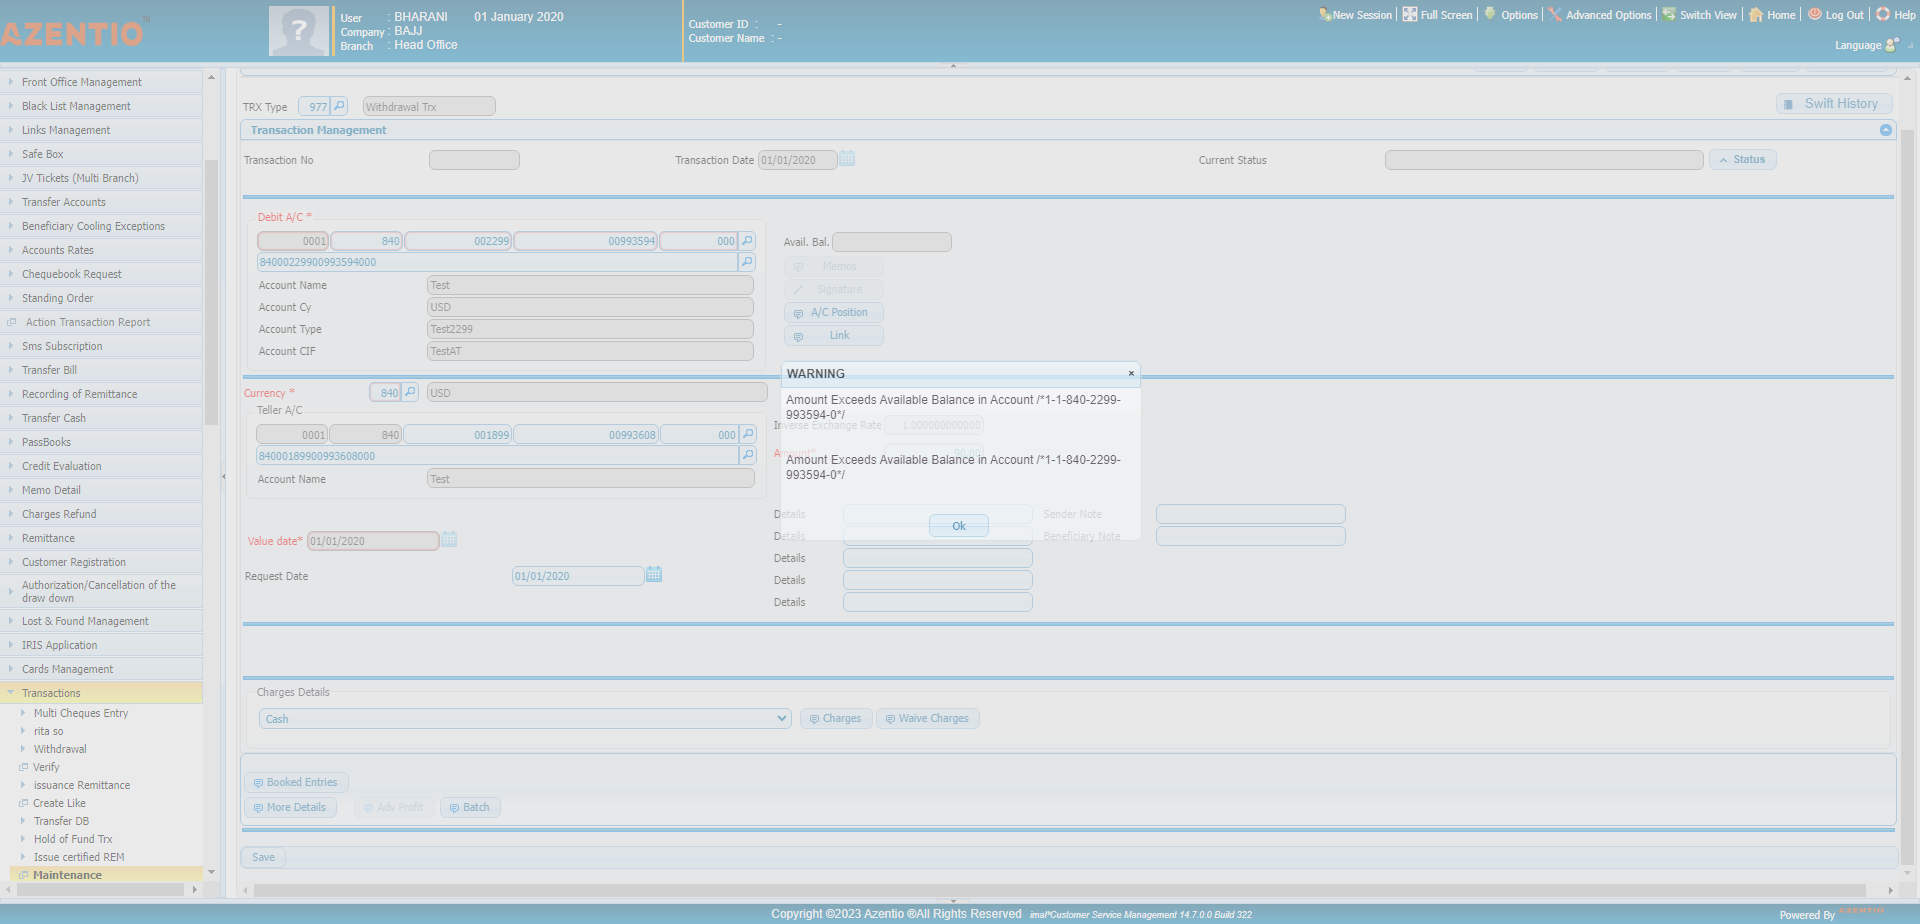 AZENTIO™
User : BHARANI 01 January 2020
Company : BAJJ
Branch : Head Office
Customer ID : -
Customer Name : -
New Session Full Screen Options Advanced Options Switch View Home Log Out Help
Language
Front Office Management
Black List Management
Links Management
Safe Box
JV Tickets (Multi Branch)
Transfer Accounts
Beneficiary Cooling Exceptions
Accounts Rates
Chequebook Request
Standing Order
Action Transaction Report
Sms Subscription
Transfer Bill
Recording of Remittance
Transfer Cash
PassBooks
Credit Evaluation
Memo Detail
Charges Refund
Remittance
Customer Registration
Authorization/Cancellation of the
draw down
Lost & Found Management
IRIS Application
Cards Management
Transactions
Multi Cheques Entry
rita so
Withdrawal
Verify
issuance Remittance
Create Like
Transfer DB
Hold of Fund Trx
Issue certified REM
Maintenance
TRX Type 977 Withdrawal Trx
Swift History
Transaction Management
Transaction No Transaction Date 01/01/2020 Current Status Status
Debit A/C *
0001 840 002299 00993594 000
84000229900993594000
Account Name Test
Account Cy USD
Account Type Test2299
Account CIF TestAT
Avail. Bal.
Memos
Signature
A/C Position
Link
Currency * 840 USD
Teller A/C
0001 840 001899 00993608 000
84000189900993608000
Account Name Test
WARNING ×
Amount Exceeds Available Balance in Account /*1-1-840-2299-
993594-0*/
Inverse Exchange Rate 1.000000000000
Amount*
Amount Exceeds Available Balance in Account /*1-1-840-2299-
993594-0*/
Ok
Value date* 01/01/2020
Request Date 01/01/2020
Details Sender Note
Details Beneficiary Note
Details
Details
Details
Charges Details
Cash Charges Waive Charges
Booked Entries
More Details Adv Profit Batch
Save
Copyright ©2023 Azentio ®All Rights Reserved imal*Customer Service Management 14.7.0.0 Build 322
Powered By AZENTIO